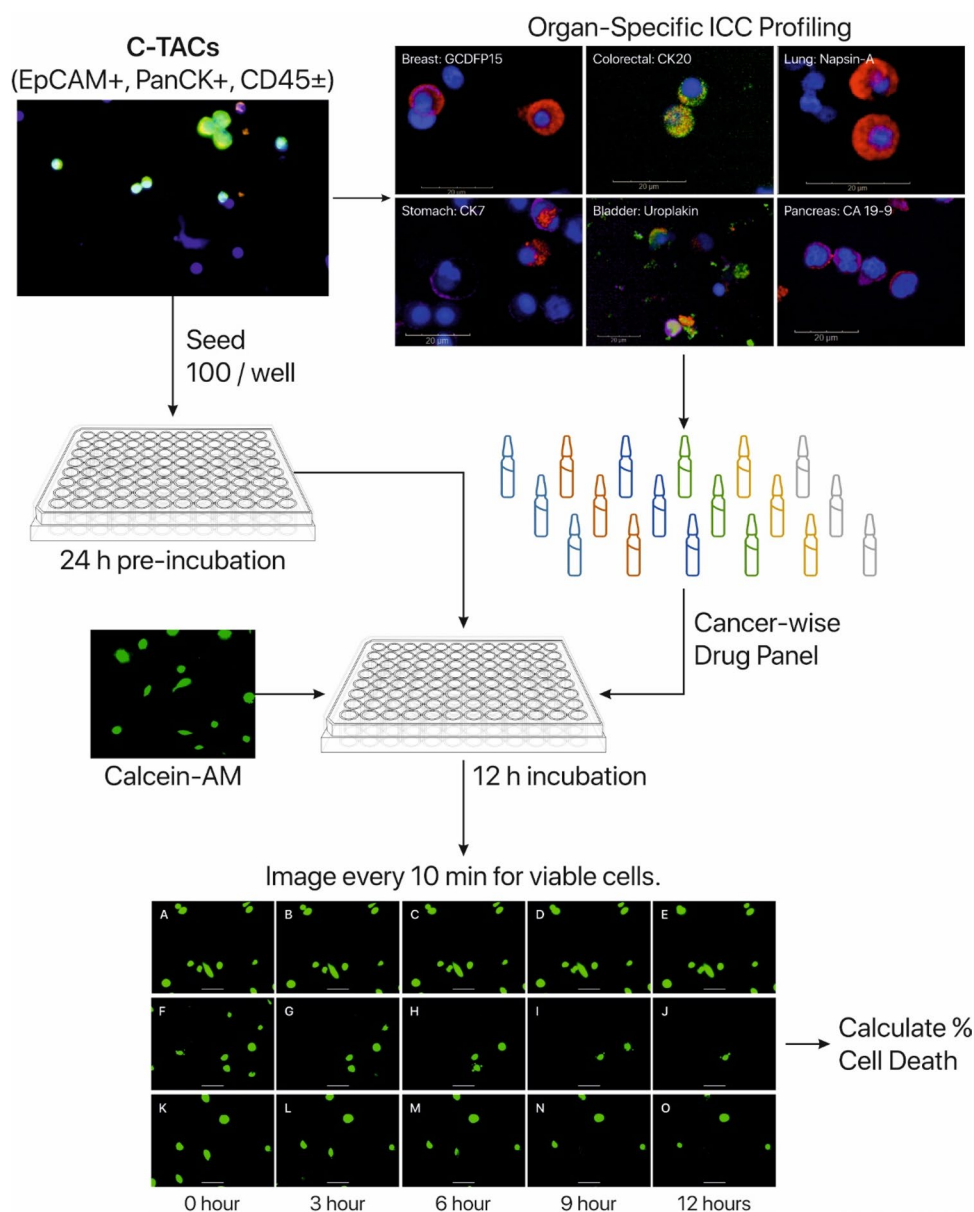 C-TACs
(EpCAM+, PanCK+, CD45±)
Organ-Specific ICC Profiling
Breast: GCDFP15
Colorectal: CK20
Lung: Napsin-A
20 µm
20 µm
20 µm
Stomach: CK7
Bladder: Uroplakin
Pancreas: CA 19-9
20 µm
20 µm
20 µm
Seed
100 / well
24 h pre-incubation
Cancer-wise
Drug Panel
Calcein-AM
12 h incubation
Image every 10 min for viable cells.
A
B
C
D
E
F
G
H
I
J
Calculate %
Cell Death
K
L
M
N
O
0 hour
3 hour
6 hour
9 hour
12 hours